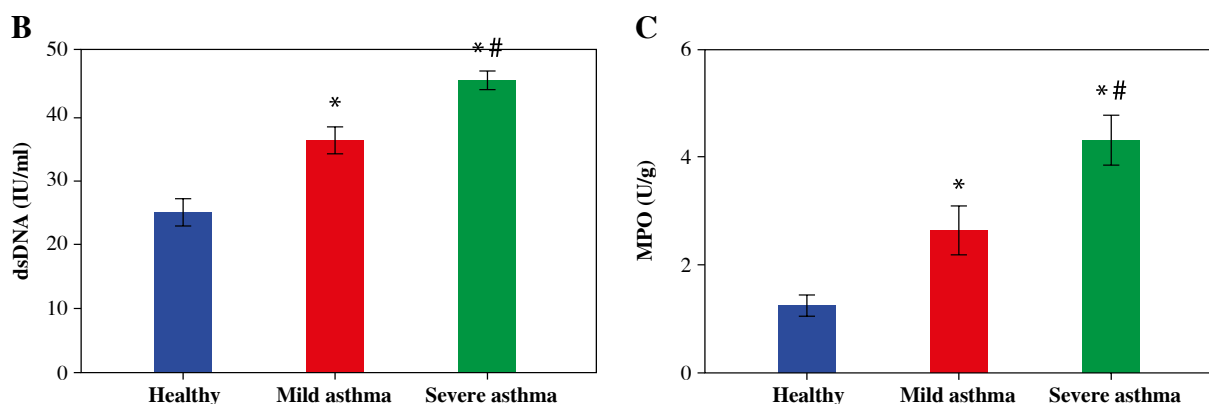 B
dsDNA (IU/ml)
50
40
30
20
10
0
*
* #
Healthy
Mild asthma
Severe asthma
C
MPO (U/g)
6
4
2
0
*
* #
Healthy
Mild asthma
Severe asthma